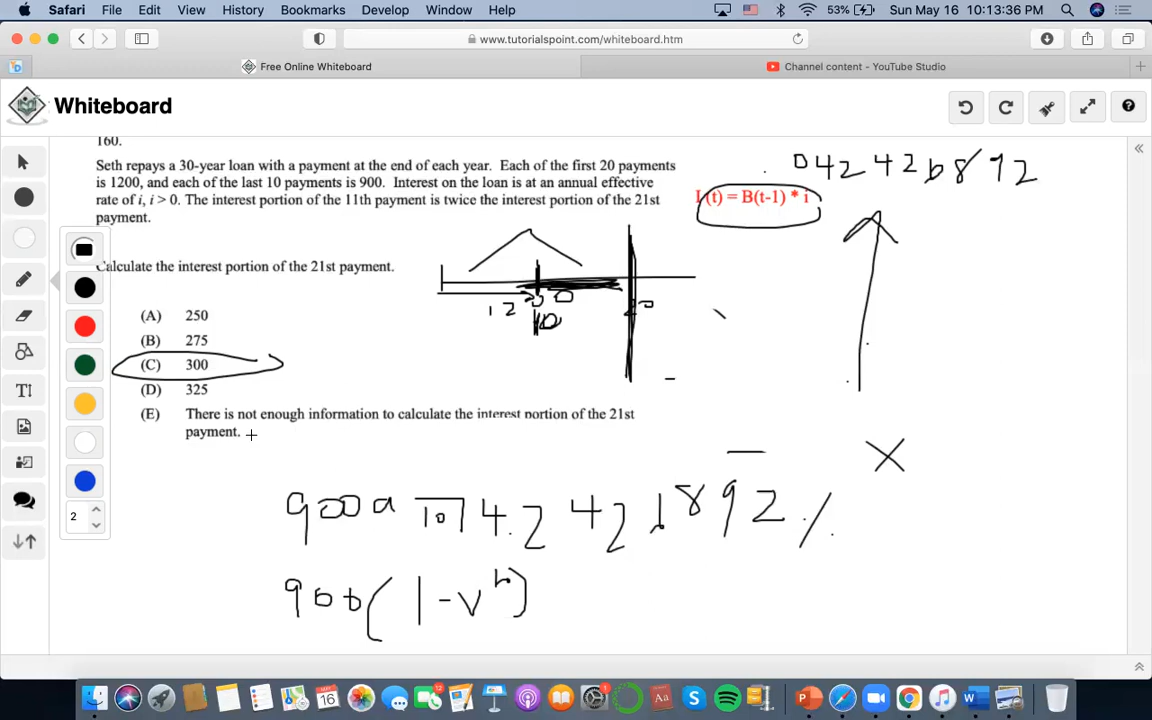 Safari File Edit View History Bookmarks Develop Window Help 53% Sun May 16 10:13:36 PM
www.tutorialspoint.com/whiteboard.htm
Free Online Whiteboard
Channel content - YouTube Studio
Whiteboard
160.
Seth repays a 30-year loan with a payment at the end of each year. Each of the first 20 payments
is 1200, and each of the last 10 payments is 900. Interest on the loan is at an annual effective
rate of i, i > 0. The interest portion of the 11th payment is twice the interest portion of the 21st
payment.
Calculate the interest portion of the 21st payment.
(A) 250
(B) 275
(C) 300
(D) 325
(E) There is not enough information to calculate the interest portion of the 21st
payment.
I (t) = B(t-1) * i
900a 10
900(1-v
2